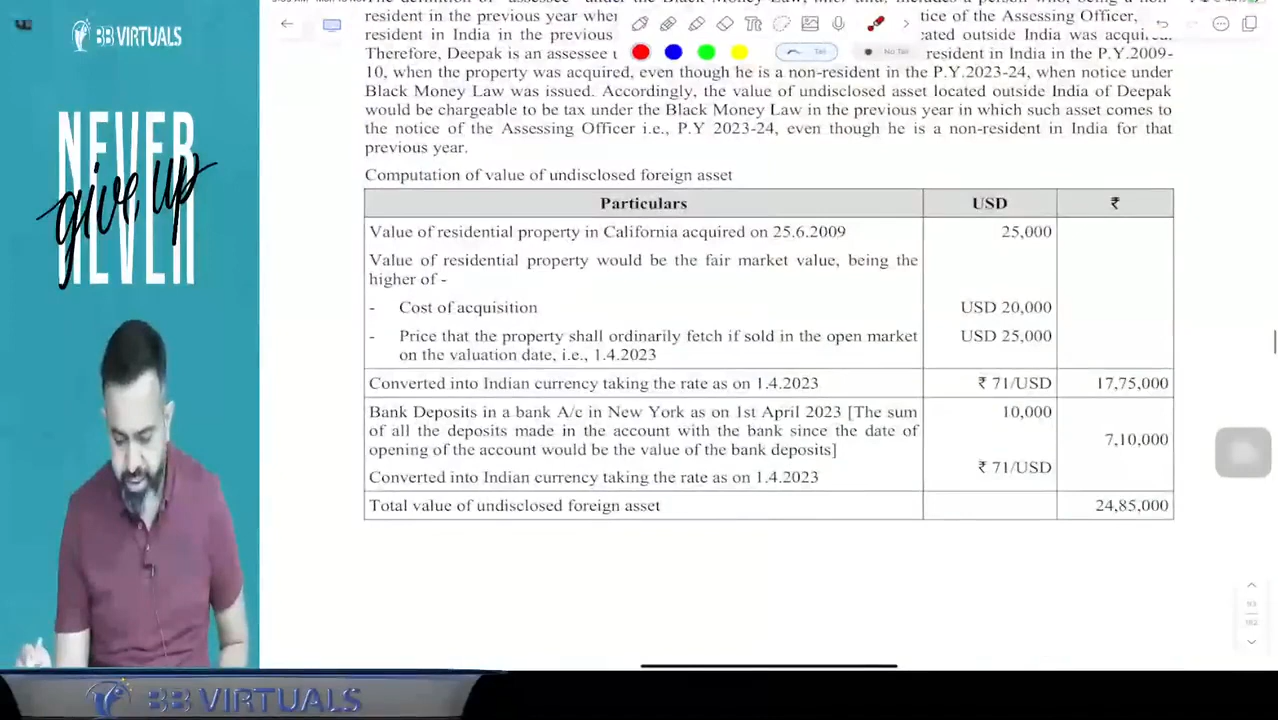 BB VIRTUALS
NEVER
give up
NEVER
resident in the previous year whe tice of the Assessing Officer,
resident in India in the previous cated outside India was acquired.
Therefore, Deepak is an assessee resident in India in the P.Y.2009-
10, when the property was acquired, even though he is a non-resident in the P.Y.2023-24, when notice under
Black Money Law was issued. Accordingly, the value of undisclosed asset located outside India of Deepak
would be chargeable to be tax under the Black Money Law in the previous year in which such asset comes to
the notice of the Assessing Officer i.e., P.Y 2023-24, even though he is a non-resident in India for that
previous year.
Tail
No Tail
Computation of value of undisclosed foreign asset
Particulars USD ₹
Value of residential property in California acquired on 25.6.2009 25,000
Value of residential property would be the fair market value, being the
higher of -
- Cost of acquisition USD 20,000
- Price that the property shall ordinarily fetch if sold in the open market USD 25,000
on the valuation date, i.e., 1.4.2023
Converted into Indian currency taking the rate as on 1.4.2023 ₹ 71/USD 17,75,000
Bank Deposits in a bank A/c in New York as on 1st April 2023 [The sum 10,000
of all the deposits made in the account with the bank since the date of
opening of the account would be the value of the bank deposits] 7,10,000
Converted into Indian currency taking the rate as on 1.4.2023 ₹ 71/USD
Total value of undisclosed foreign asset 24,85,000
93
182
BB VIRTUALS